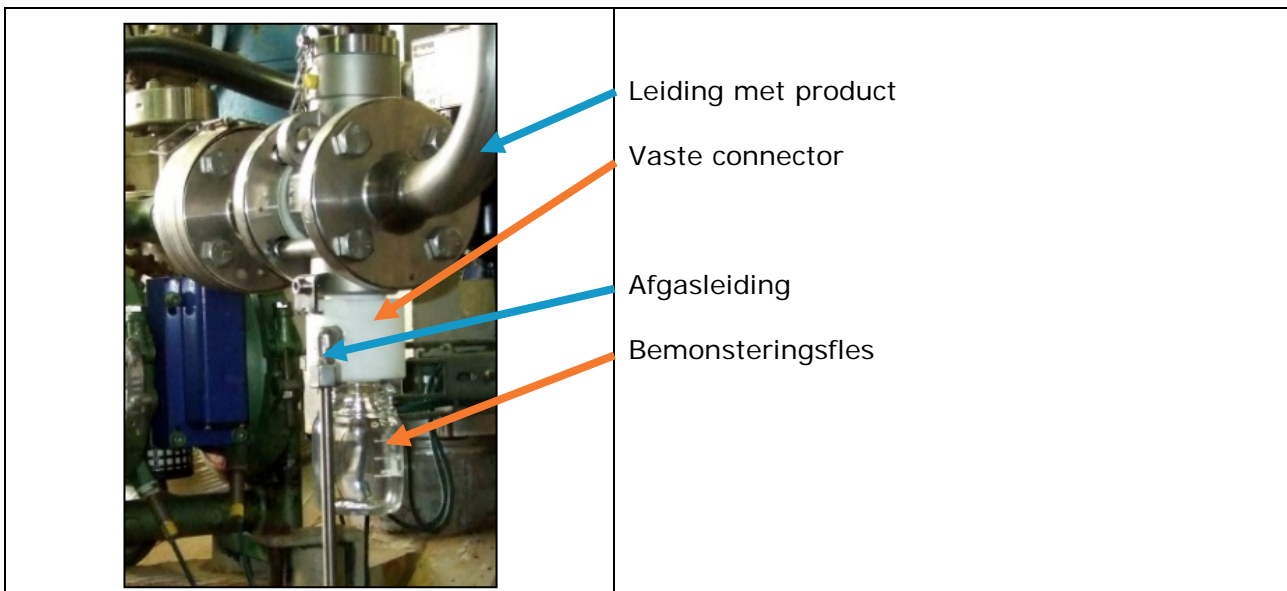 Leiding met product
Vaste connector
Afgasleiding
Bemonsteringsfles